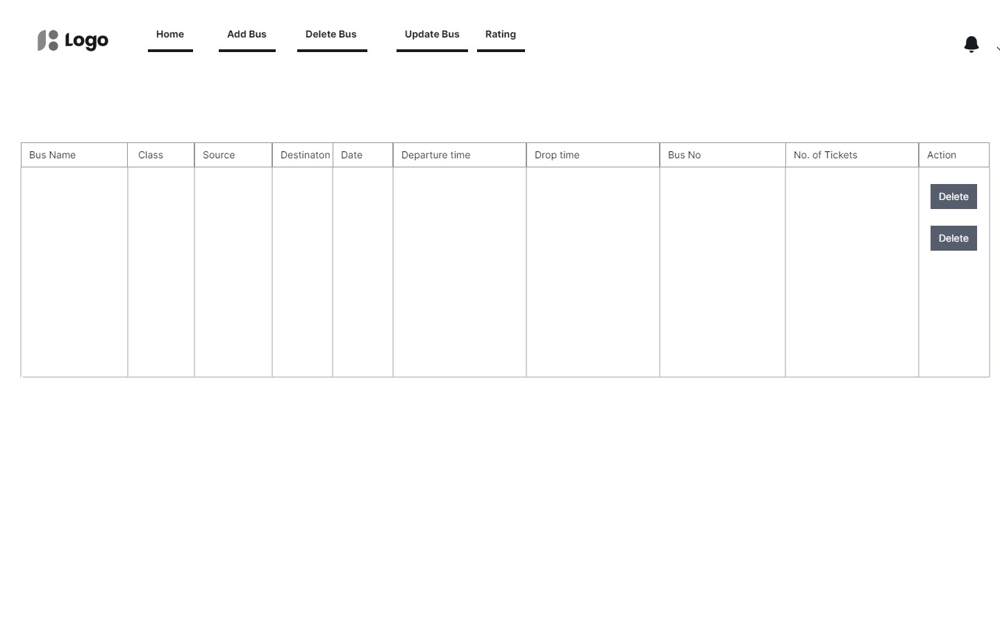 Logo
Home Add Bus Delete Bus Update Bus Rating
Bus Name Class Source Destinaton Date Departure time Drop time Bus No No. of Tickets Action
Delete
Delete